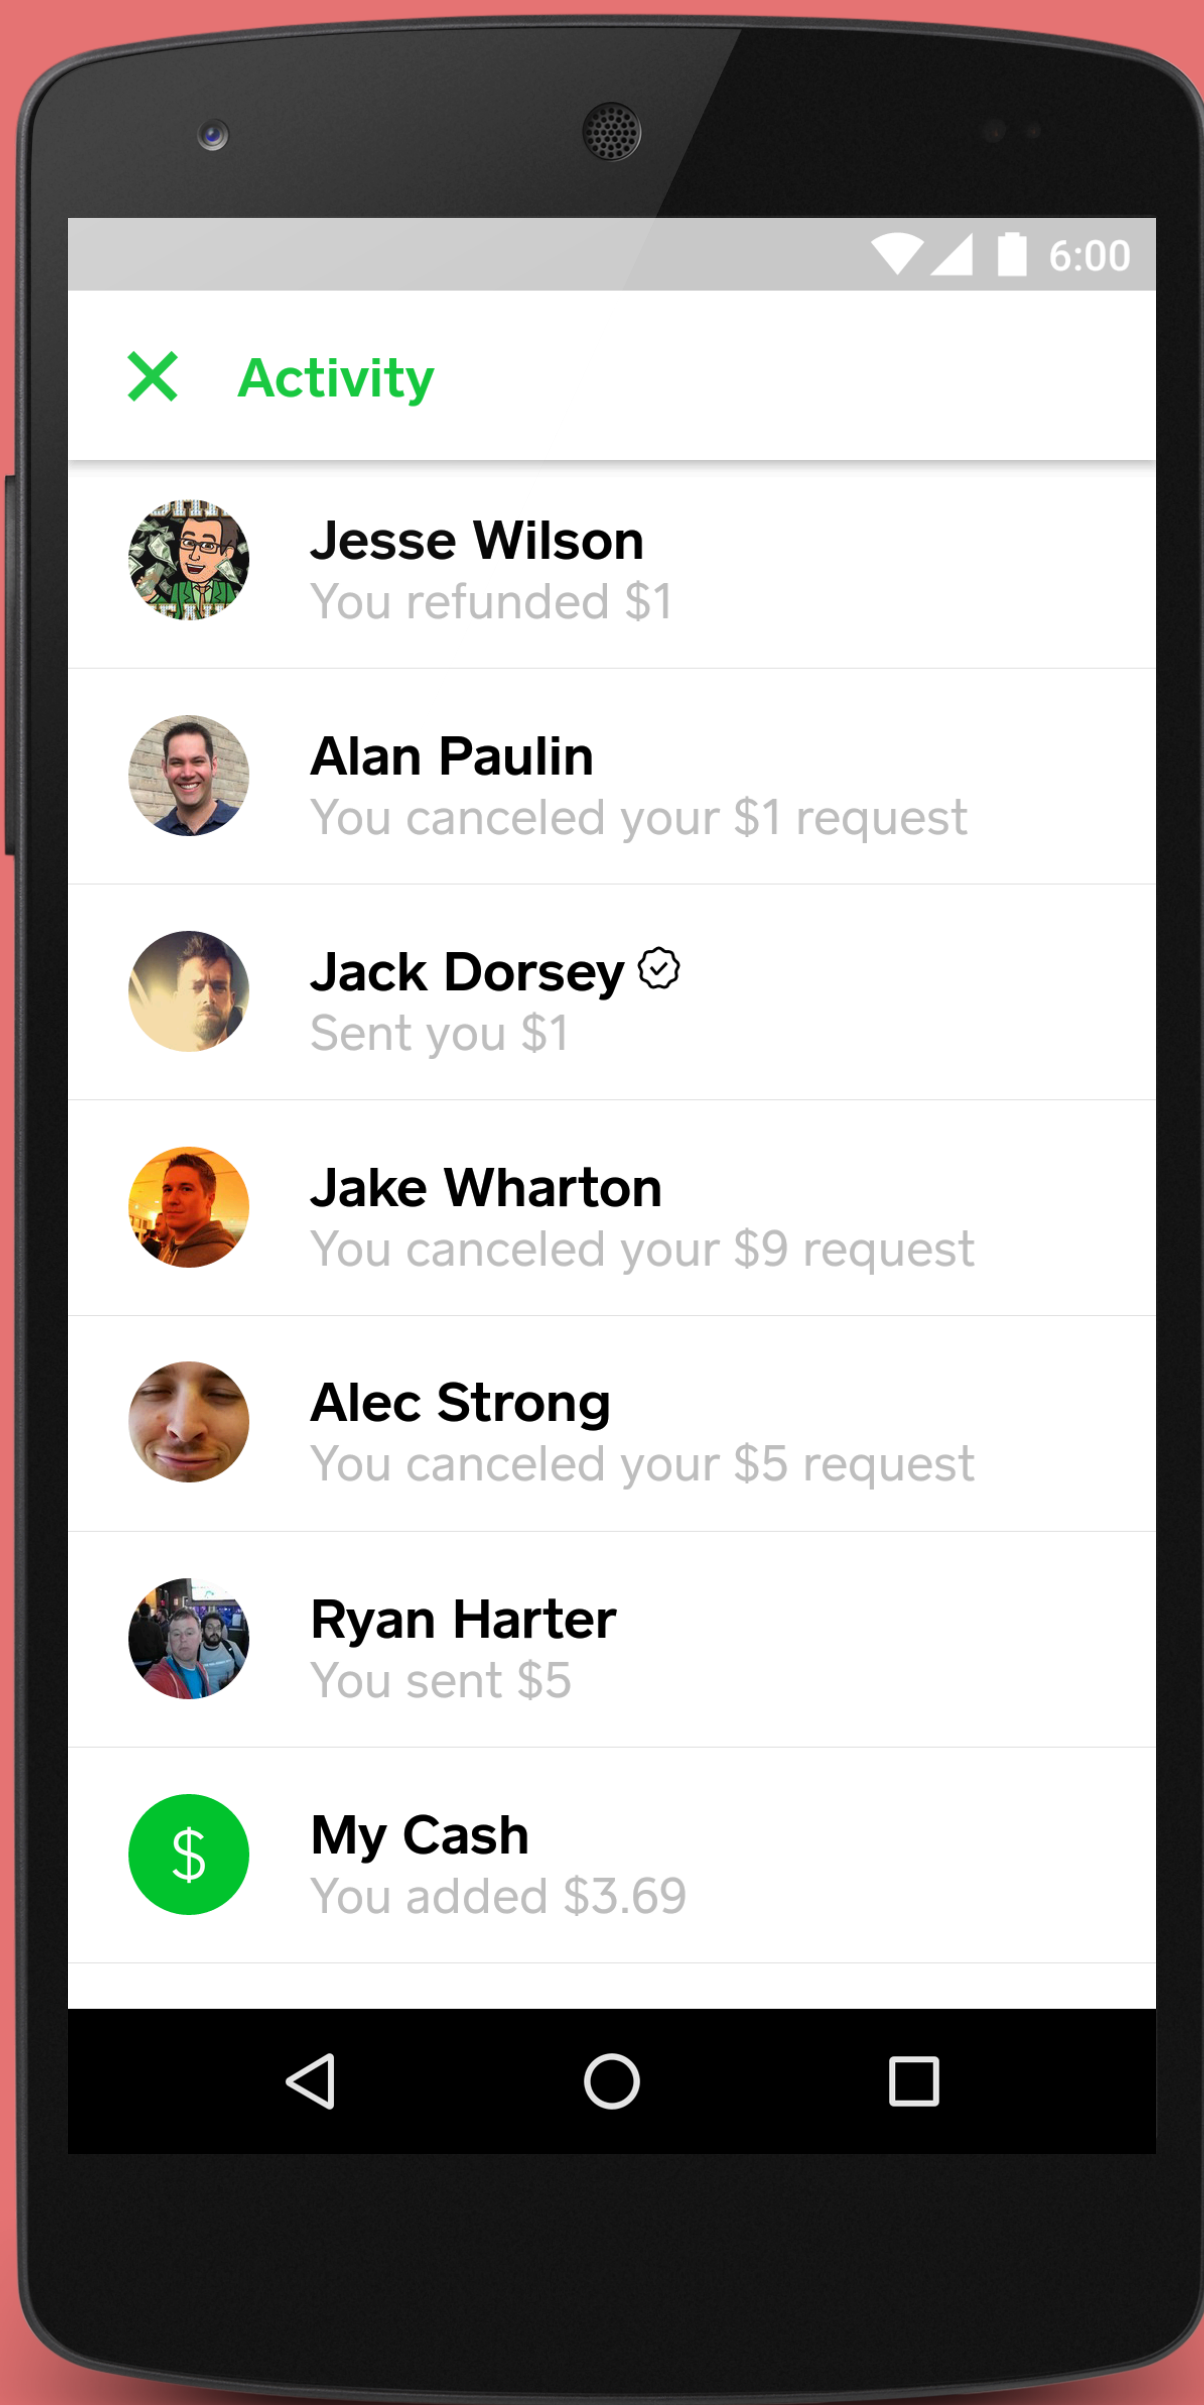 6:00
Activity
Jesse Wilson
You refunded $1
Alan Paulin
You canceled your $1 request
Jack Dorsey
Sent you $1
Jake Wharton
You canceled your $9 request
Alec Strong
You canceled your $5 request
Ryan Harter
You sent $5
$
My Cash
You added $3.69